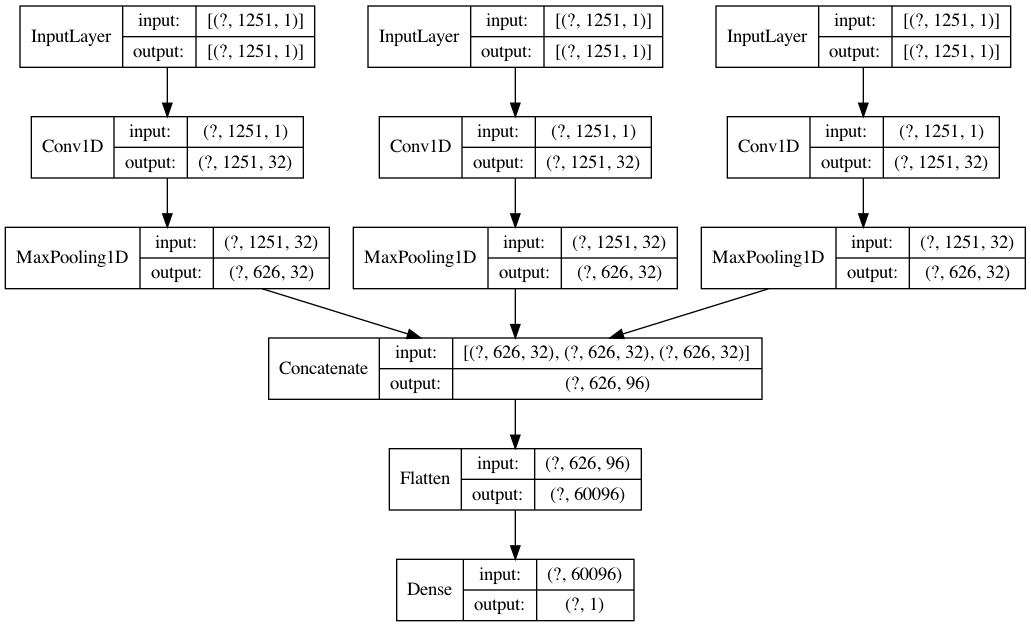 InputLayer input: [(?, 1251, 1)] output: [(?, 1251, 1)]
InputLayer input: [(?, 1251, 1)] output: [(?, 1251, 1)]
InputLayer input: [(?, 1251, 1)] output: [(?, 1251, 1)]
Conv1D input: (?, 1251, 1) output: (?, 1251, 32)
Conv1D input: (?, 1251, 1) output: (?, 1251, 32)
Conv1D input: (?, 1251, 1) output: (?, 1251, 32)
MaxPooling1D input: (?, 1251, 32) output: (?, 626, 32)
MaxPooling1D input: (?, 1251, 32) output: (?, 626, 32)
MaxPooling1D input: (?, 1251, 32) output: (?, 626, 32)
Concatenate input: [(?, 626, 32), (?, 626, 32), (?, 626, 32)] output: (?, 626, 96)
Flatten input: (?, 626, 96) output: (?, 60096)
Dense input: (?, 60096) output: (?, 1)